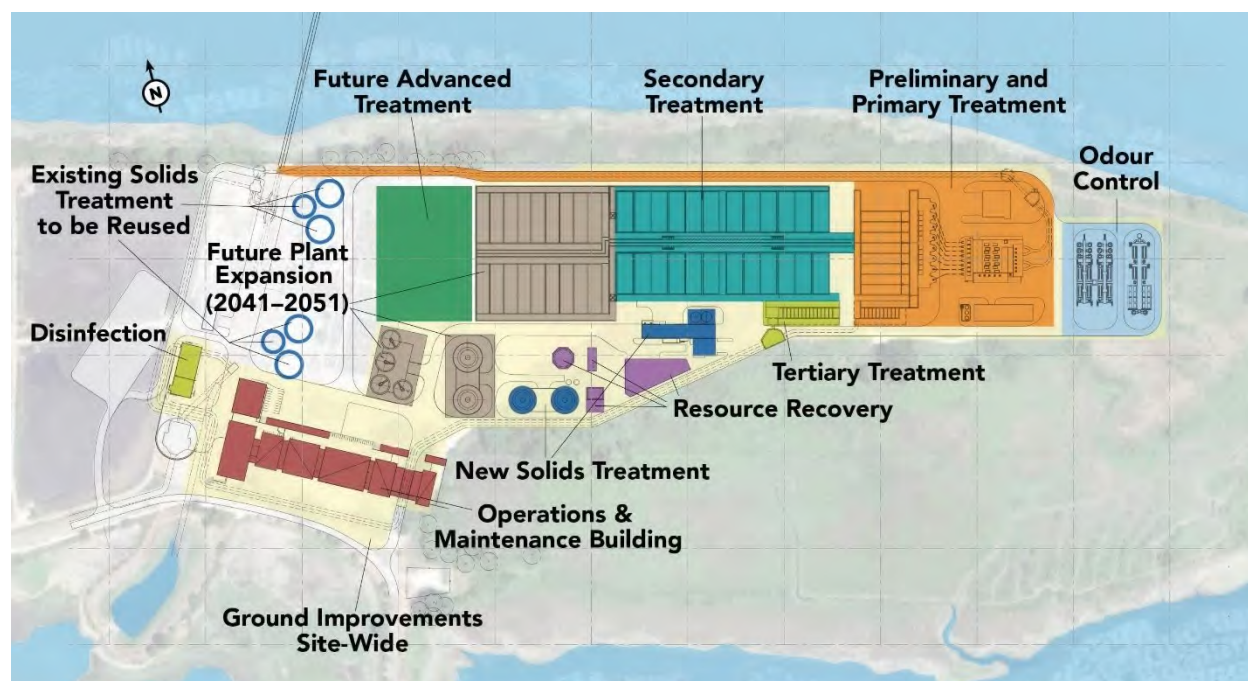 N
Future Advanced
Treatment
Secondary
Treatment
Preliminary and
Primary Treatment
Odour
Control
Existing Solids
Treatment
to be Reused
Future Plant
Expansion
(2041–2051)
Disinfection
Tertiary Treatment
Resource Recovery
New Solids Treatment
Operations &
Maintenance Building
Ground Improvements
Site-Wide